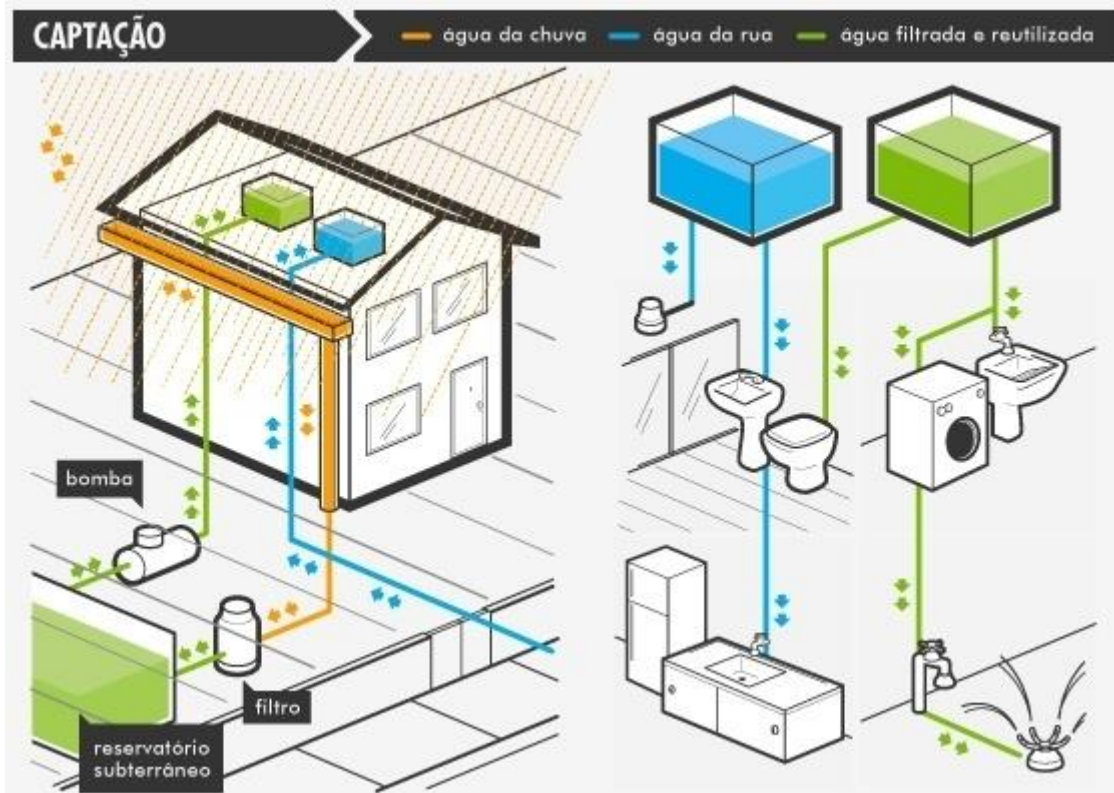 CAPTAÇÃO
água da chuva
água da rua
água filtrada e reutilizada
bomba
filtro
reservatório
subterrâneo